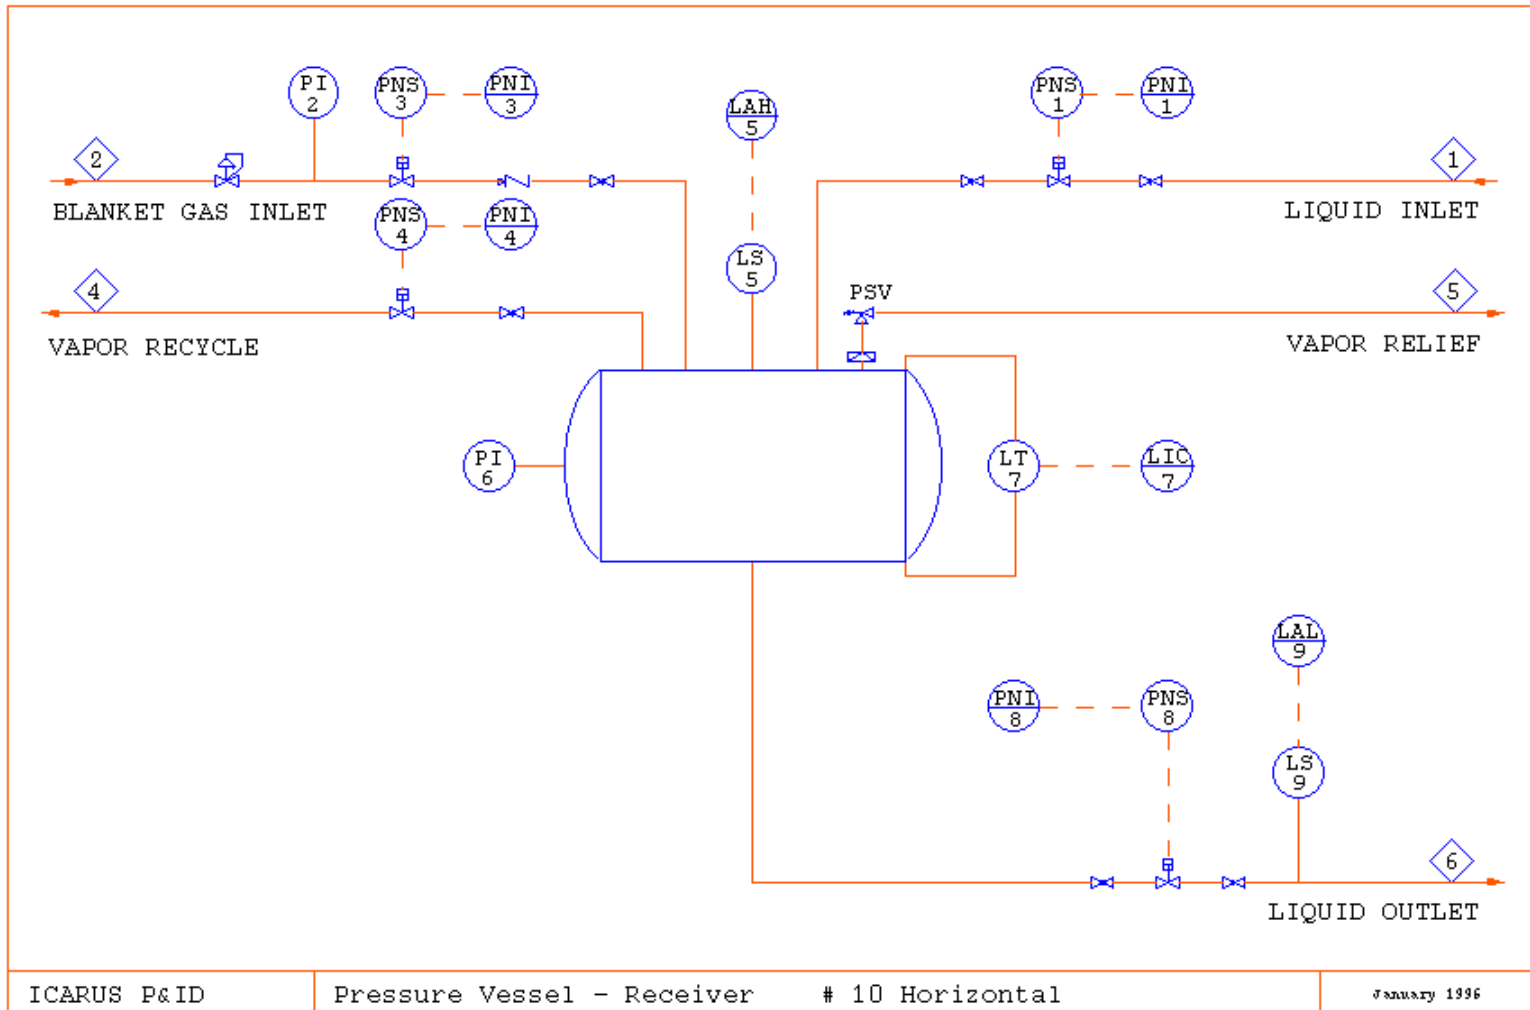 PI
2
PNS
3
PNI
3
LAH
5
PNS
1
PNI
1
2
1
BLANKET GAS INLET
LIQUID INLET
PNS
4
PNI
4
LS
5
4
PSV
5
VAPOR RECYCLE
VAPOR RELIEF
PI
6
LT
7
LIC
7
LAL
9
PNI
8
PNS
8
LS
9
6
LIQUID OUTLET
ICARUS P&ID
Pressure Vessel - Receiver # 10 Horizontal
January 1996